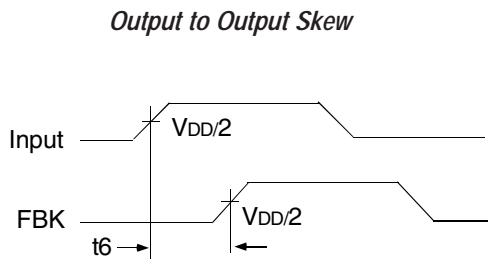 Output to Output Skew
Input
VDD/2
FBK
VDD/2
t6